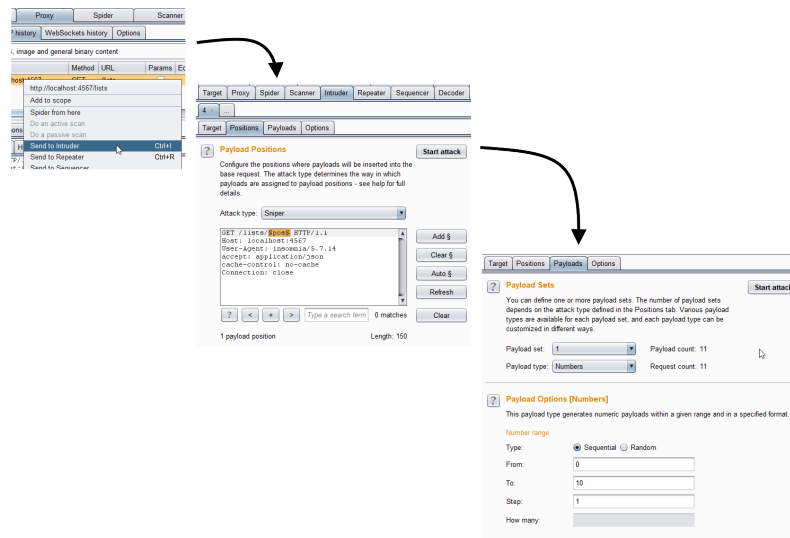 Proxy Spider Scanner
history WebSockets history Options
image and general binary content
Method URL Params
http://localhost:4567/lists
Add to scope
Spider from here
Do an active scan
Do a passive scan
Send to Intruder Ctrl+I
Send to Repeater Ctrl+R
Send to Sequencer
Target Proxy Spider Scanner Intruder Repeater Sequencer Decoder
4 × ...
Target Positions Payloads Options
? Payload Positions
Start attack
Configure the positions where payloads will be inserted into the
base request. The attack type determines the way in which
payloads are assigned to payload positions - see help for full
details.
Attack type: Sniper
GET /lists/§pos§ HTTP/1.1
Host: localhost:4567
User-Agent: insomnia/5.7.14
accept: application/json
cache-control: no-cache
Connection: close
Add §
Clear §
Auto §
Refresh
? < + > Type a search term 0 matches Clear
1 payload position Length: 150
Target Positions Payloads Options
? Payload Sets
Start attack
You can define one or more payload sets. The number of payload sets
depends on the attack type defined in the Positions tab. Various payload
types are available for each payload set, and each payload type can be
customized in different ways.
Payload set: 1 Payload count: 11
Payload type: Numbers Request count: 11
? Payload Options [Numbers]
This payload type generates numeric payloads within a given range and in a specified format.
Number range
Type: Sequential Random
From: 0
To: 10
Step: 1
How many: